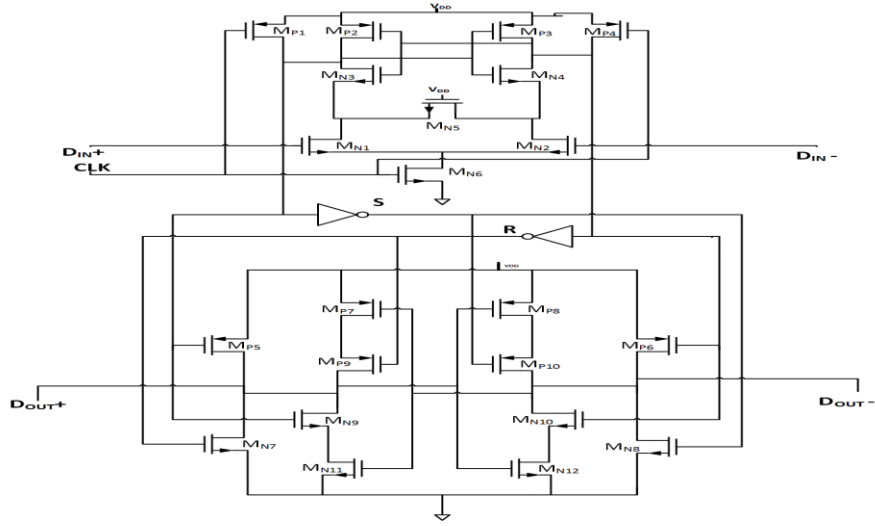 VDD
MP1
MP2
MP3
MP4
MN3
MN4
VDD
MN5
DIN+
MN1
MN2
DIN-
CLK
MN6
S
R
VDD
MP7
MP8
MP5
MP6
MP9
MP10
DOUT+
DOUT-
MN9
MN10
MN7
MN8
MN11
MN12